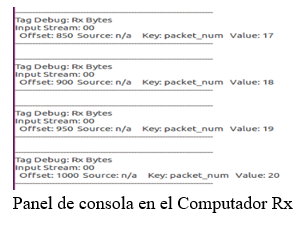 Tag Debug: Rx Bytes
Input Stream: 00
Offset: 850 Source: n/a Key: packet_num Value: 17
Tag Debug: Rx Bytes
Input Stream: 00
Offset: 900 Source: n/a Key: packet_num Value: 18
Tag Debug: Rx Bytes
Input Stream: 00
Offset: 950 Source: n/a Key: packet_num Value: 19
Tag Debug: Rx Bytes
Input Stream: 00
Offset: 1000 Source: n/a Key: packet_num Value: 20
Panel de consola en el Computador Rx